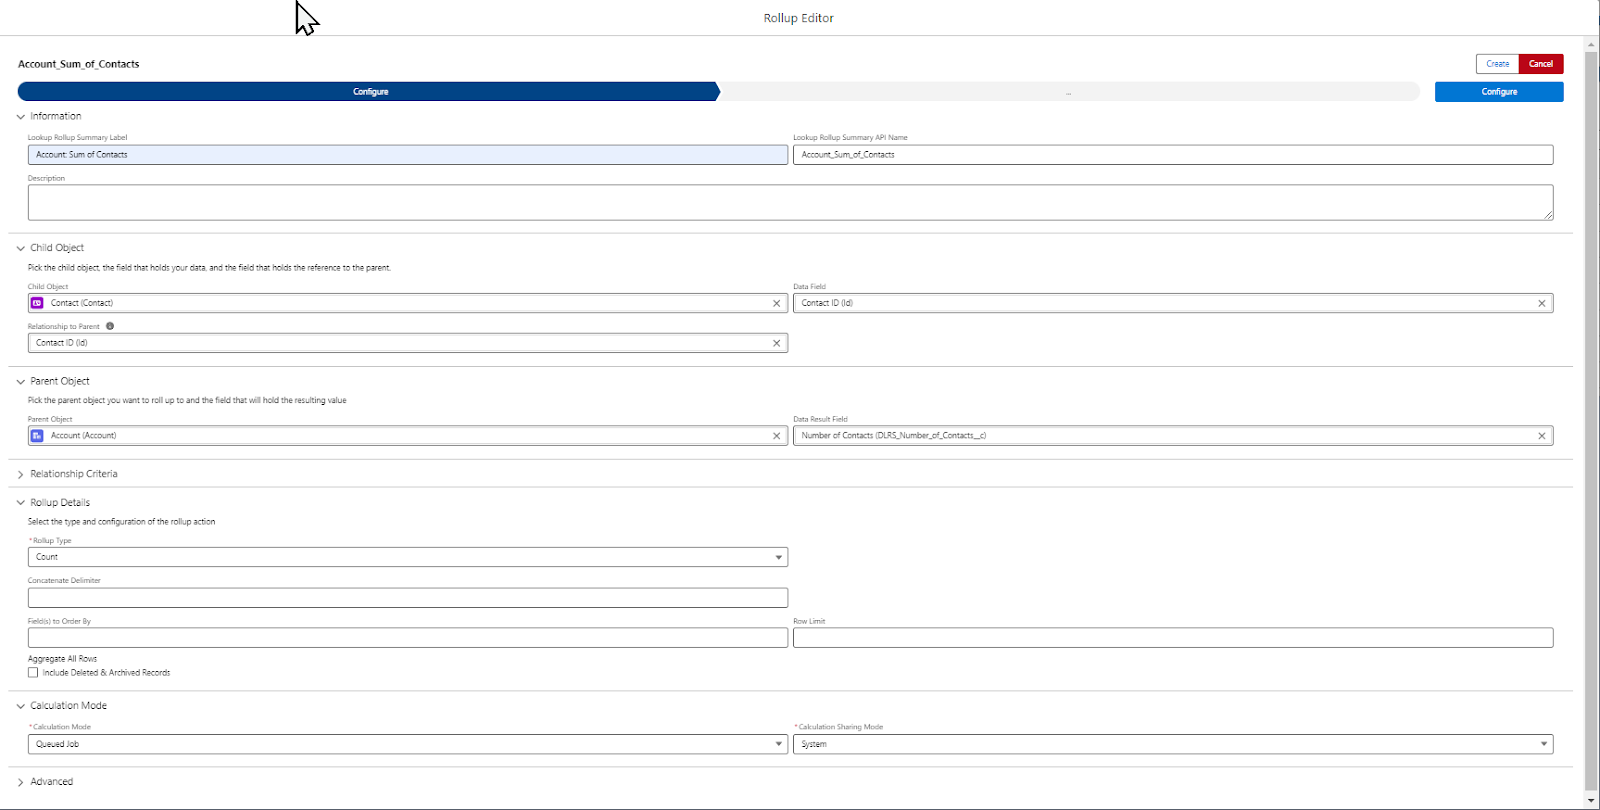 Rollup Editor
Account_Sum_of_Contacts
Create Cancel
Configure ... Configure
Information
Lookup Rollup Summary Label Lookup Rollup Summary API Name
Account: Sum of Contacts Account_Sum_of_Contacts
Description
Child Object
Pick the child object, the field that holds your data, and the field that holds the reference to the parent.
Child Object Data Field
Contact (Contact) Contact ID (Id)
Relationship to Parent
Contact ID (Id)
Parent Object
Pick the parent object you want to roll up to and the field that will hold the resulting value
Parent Object Data Result Field
Account (Account) Number of Contacts (DLRS_Number_of_Contacts__c)
Relationship Criteria
Rollup Details
Select the type and configuration of the rollup action
*Rollup Type
Count
Concatenate Delimiter
Field(s) to Order By Row Limit
Aggregate All Rows
Include Deleted & Archived Records
Calculation Mode
*Calculation Mode *Calculation Sharing Mode
Queued Job System
Advanced